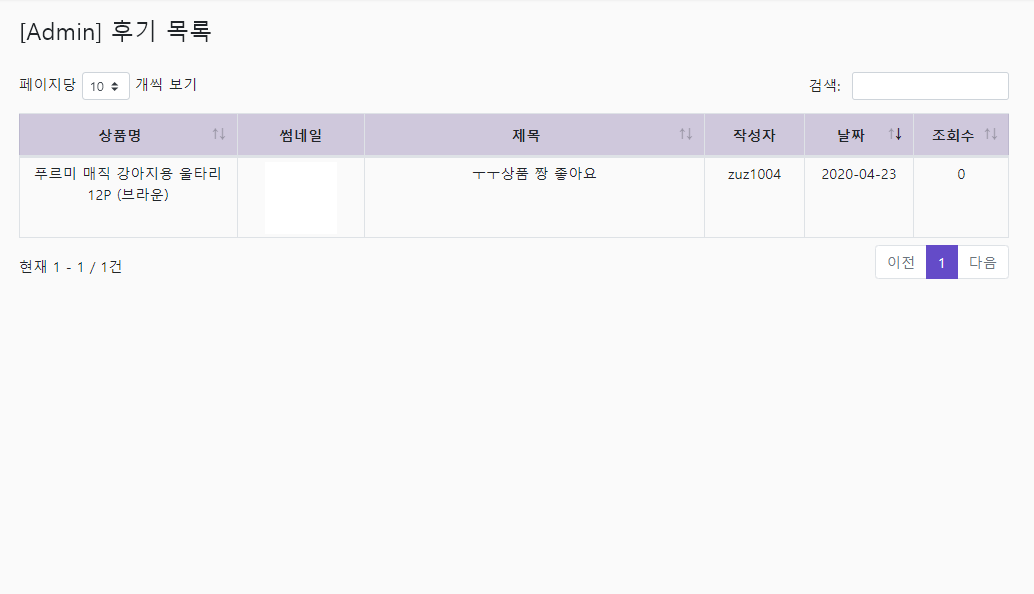 [Admin] 후기 목록
페이지당 10 개씩 보기 검색:
상품명 썸네일 제목 작성자 날짜 조회수
푸르미 매직 강아지용 울타리 ㅜㅜ상품 짱 좋아요 zuz1004 2020-04-23 0
12P (브라운)
현재 1 - 1 / 1건 이전 1 다음